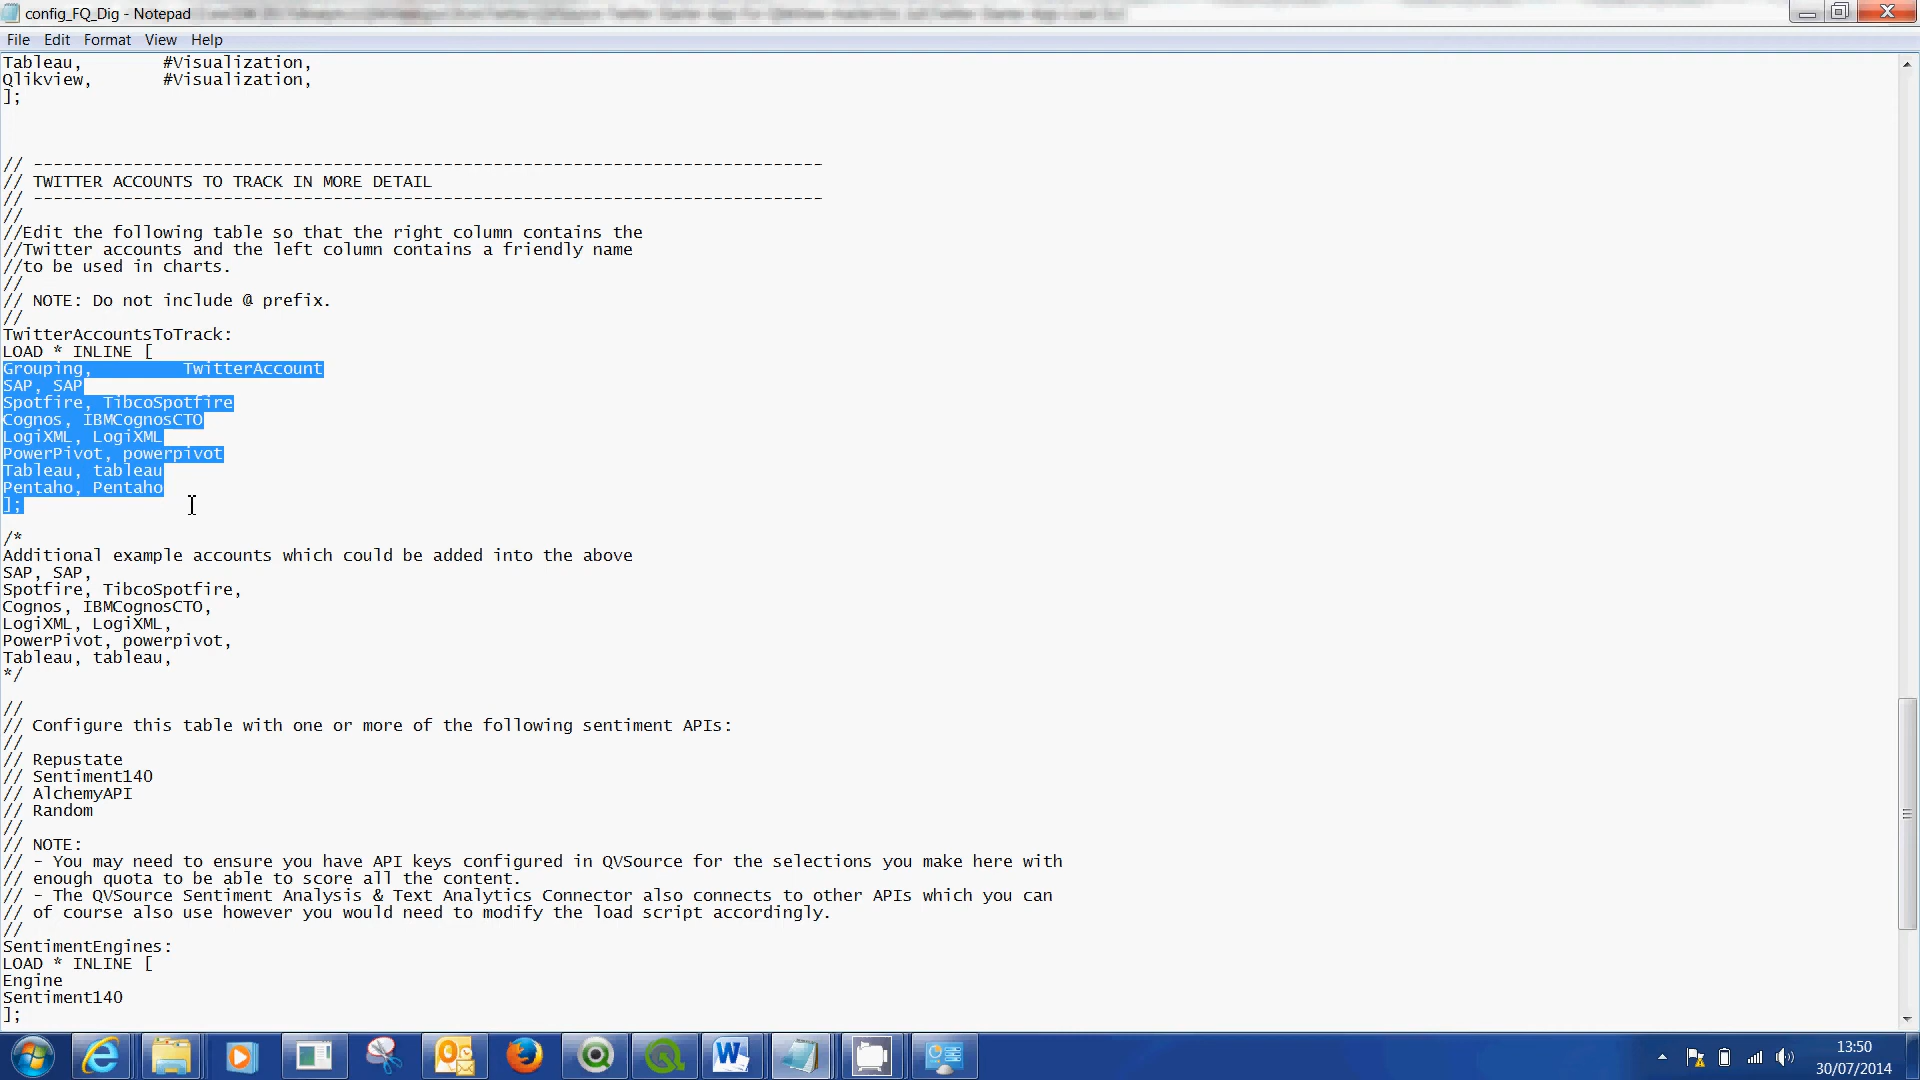 config_FQ_Dig - Notepad
File Edit Format View Help
Tableau, #Visualization,
Qlikview, #Visualization,
];
// -------------------------------------------------------------------------------
// TWITTER ACCOUNTS TO TRACK IN MORE DETAIL
// -------------------------------------------------------------------------------
//
//Edit the following table so that the right column contains the
//Twitter accounts and the left column contains a friendly name
//to be used in charts.
//
// NOTE: Do not include @ prefix.
//
TwitterAccountsToTrack:
LOAD * INLINE [
Grouping, TwitterAccount
SAP, SAP
Spotfire, TibcoSpotfire
Cognos, IBMCognosCTO
LogiXML, LogiXML
PowerPivot, powerpivot
Tableau, tableau
Pentaho, Pentaho
];
/*
Additional example accounts which could be added into the above
SAP, SAP,
Spotfire, TibcoSpotfire,
Cognos, IBMCognosCTO,
LogiXML, LogiXML,
PowerPivot, powerpivot,
Tableau, tableau,
*/
//
// Configure this table with one or more of the following sentiment APIs:
//
// Repustate
// Sentiment140
// AlchemyAPI
// Random
//
// NOTE:
// - You may need to ensure you have API keys configured in QVSource for the selections you make here with
// enough quota to be able to score all the content.
// - The QVSource Sentiment Analysis & Text Analytics Connector also connects to other APIs which you can
// of course also use however you would need to modify the load script accordingly.
//
SentimentEngines:
LOAD * INLINE [
Engine
Sentiment140
];
13:50
30/07/2014